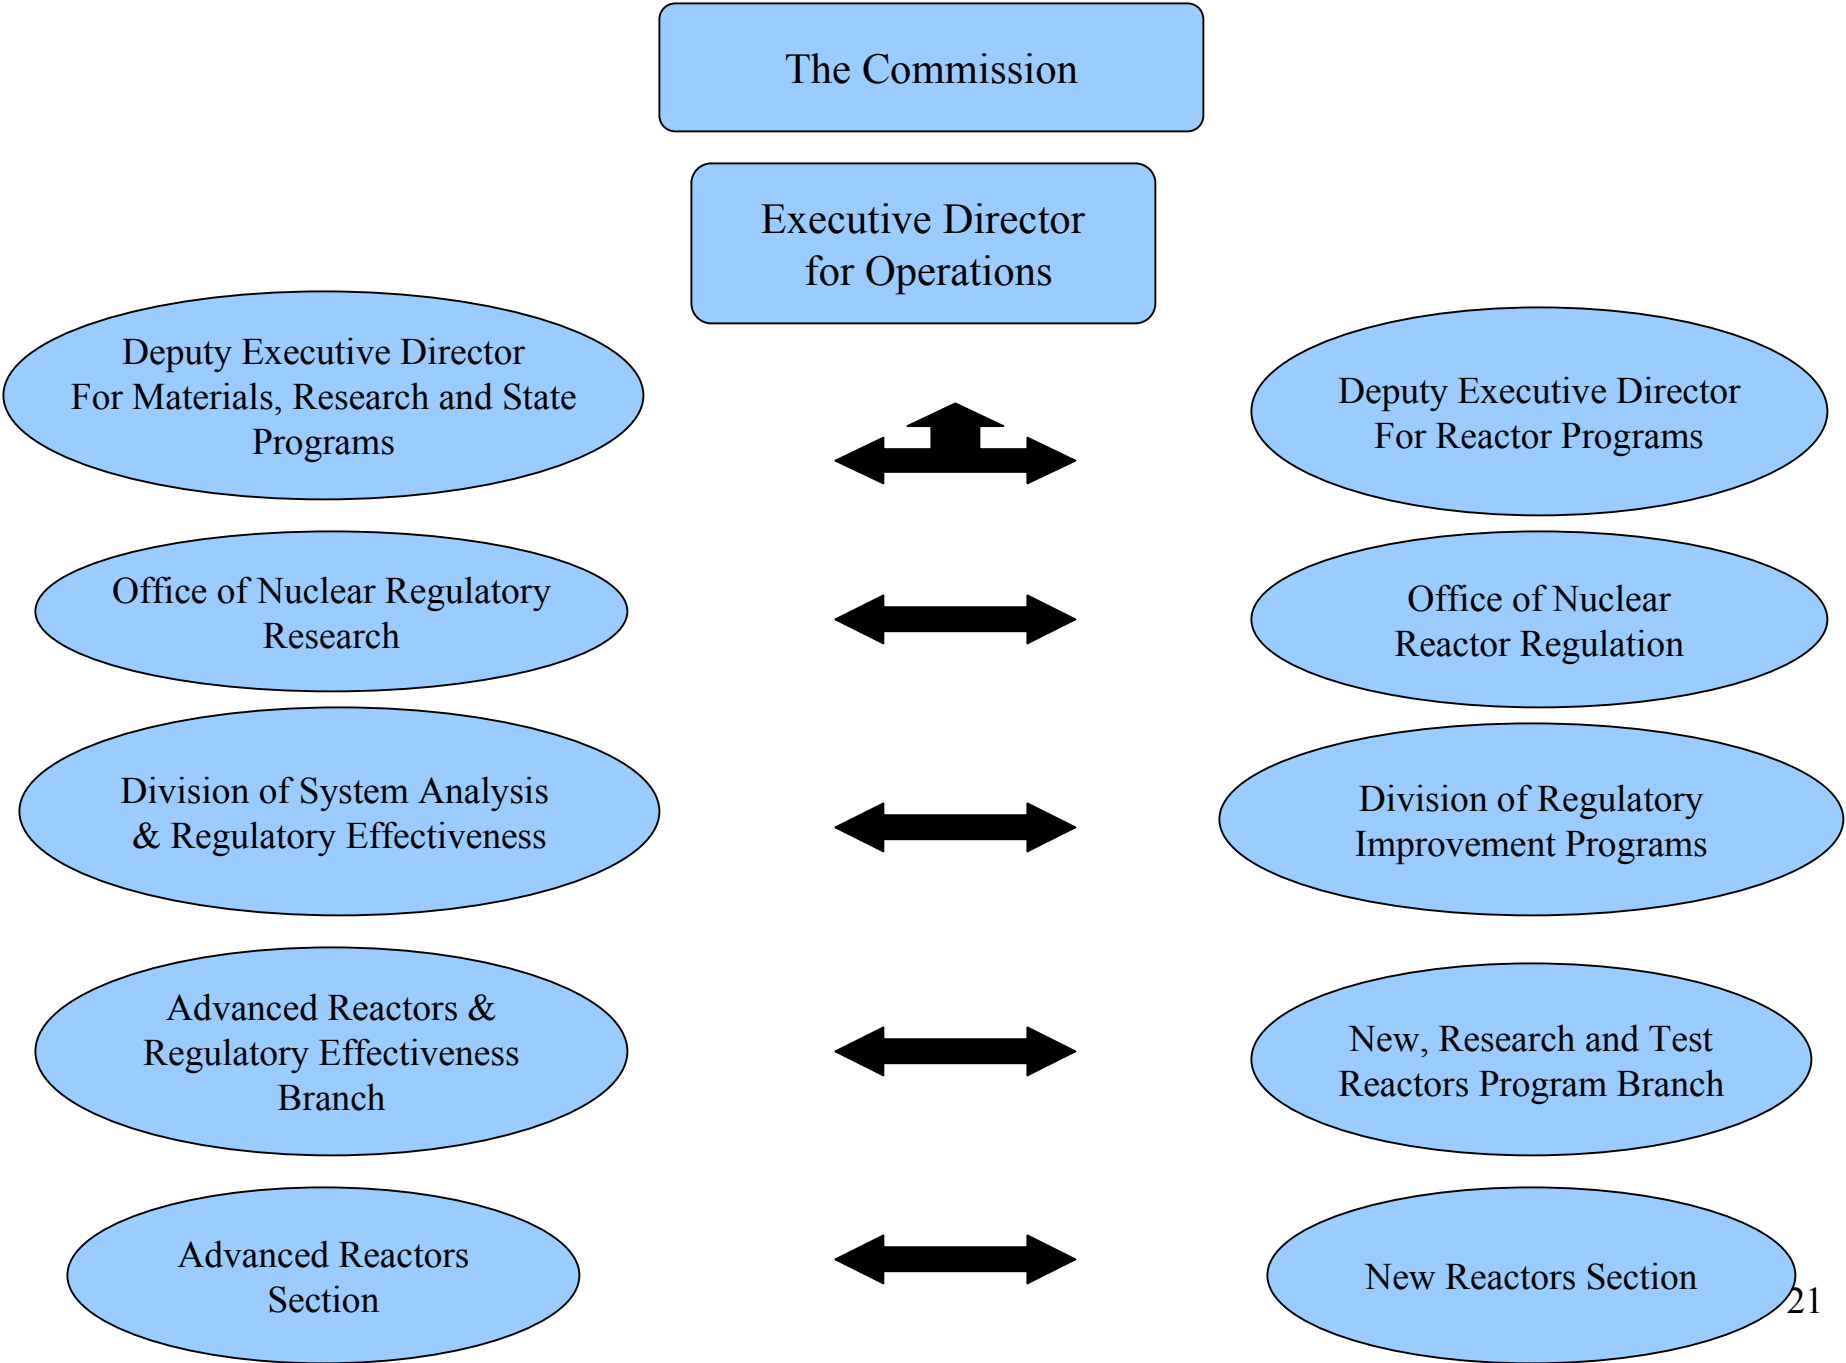 The Commission
Executive Director
for Operations
Deputy Executive Director
For Materials, Research and State
Programs
Deputy Executive Director
For Reactor Programs
Office of Nuclear Regulatory
Research
Office of Nuclear
Reactor Regulation
Division of System Analysis
& Regulatory Effectiveness
Division of Regulatory
Improvement Programs
Advanced Reactors &
Regulatory Effectiveness
Branch
New, Research and Test
Reactors Program Branch
Advanced Reactors
Section
New Reactors Section
21